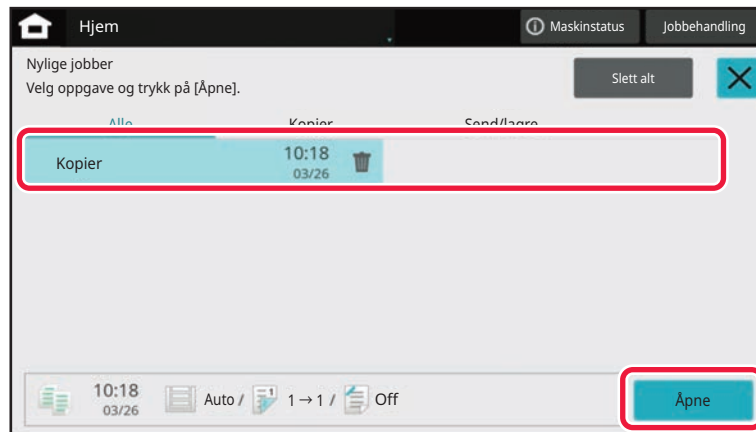 Hjem Maskinstatus Jobbehandling
Nylige jobber
Velg oppgave og trykk på [Åpne].
Slett alt
Alle Kopier Send/lagre
Kopier 10:18
03/26
10:18
03/26
Auto / 1→1 / Off
Åpne